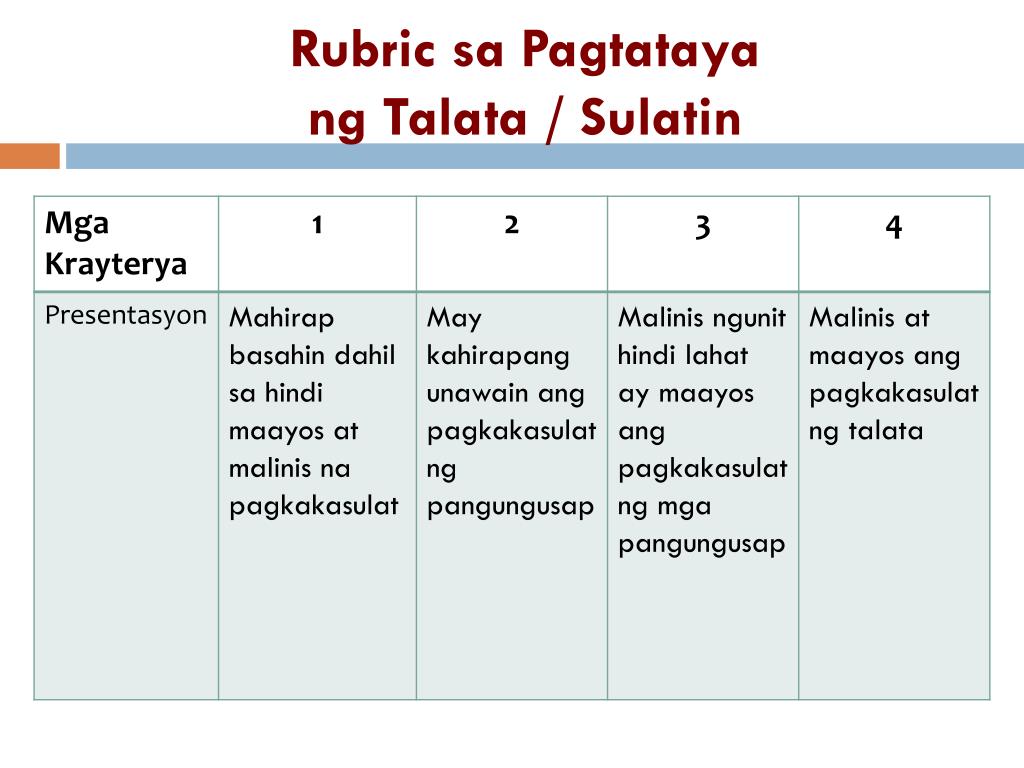 Rubric sa Pagtataya
ng Talata / Sulatin
Mga
Krayterya
1
2
3
4
Presentasyon
Mahirap
basahin dahil
sa hindi
maayos at
malinis na
pagkakasulat
May
kahirapang
unawain ang
pagkakasulat
ng
pangungusap
Malinis ngunit
hindi lahat
ay maayos
ang
pagkakasulat
ng mga
pangungusap
Malinis at
maayos ang
pagkakasulat
ng talata